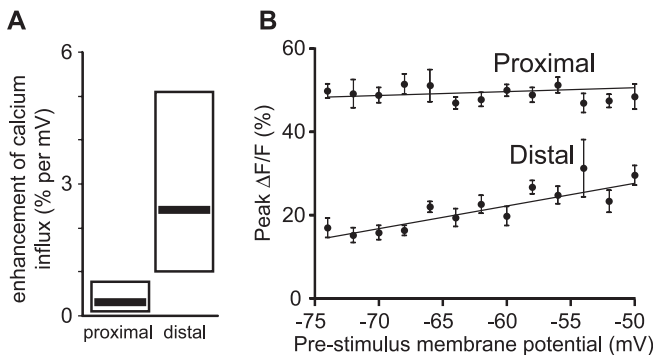 A
enhancement of calcium
influx (% per mV)
6
3
0
proximal distal
B
Peak ΔF/F (%)
60
40
20
0
Proximal
Distal
-75 -70 -65 -60 -55 -50
Pre-stimulus membrane potential (mV)